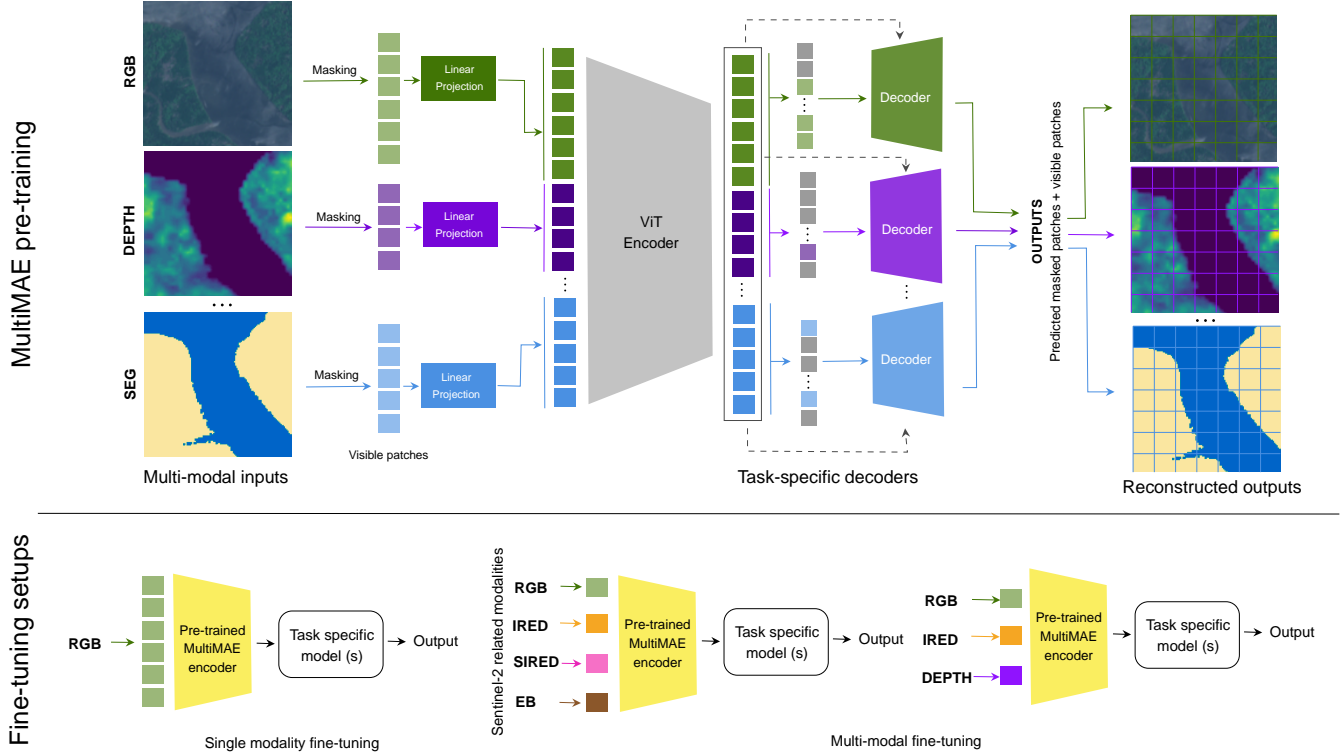 MultiMAE pre-training
RGB
DEPTH
...
SEG
Multi-modal inputs
Masking
Masking
Masking
Visible patches
Linear
Projection
Linear
Projection
Linear
Projection
ViT
Encoder
Decoder
Decoder
Decoder
Task-specific decoders
OUTPUTS
Predicted masked patches + visible patches
...
Reconstructed outputs
Fine-tuning setups
RGB
Pre-trained
MultiMAE
encoder
Task specific
model (s)
Output
Single modality fine-tuning
Sentinel-2 related modalities
RGB
IRED
SIRED
EB
Pre-trained
MultiMAE
encoder
Task specific
model (s)
Output
RGB
IRED
DEPTH
Pre-trained
MultiMAE
encoder
Task specific
model (s)
Output
Multi-modal fine-tuning